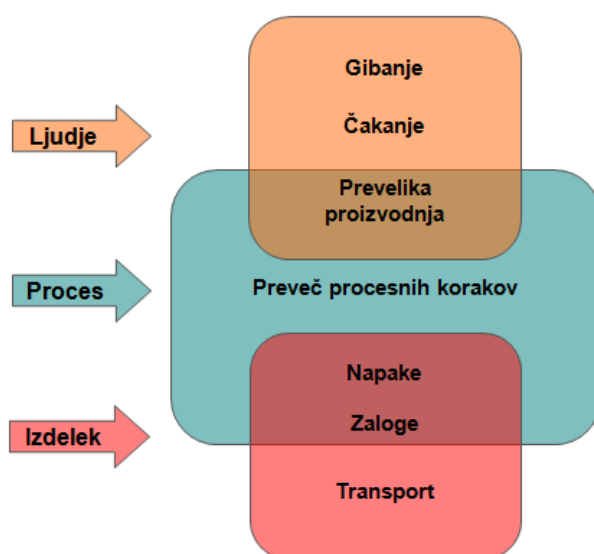 Gibanje
Čakanje
Ljudje
Prevelika
proizvodnja
Proces
Preveč procesnih korakov
Napake
Zaloge
Izdelek
Transport